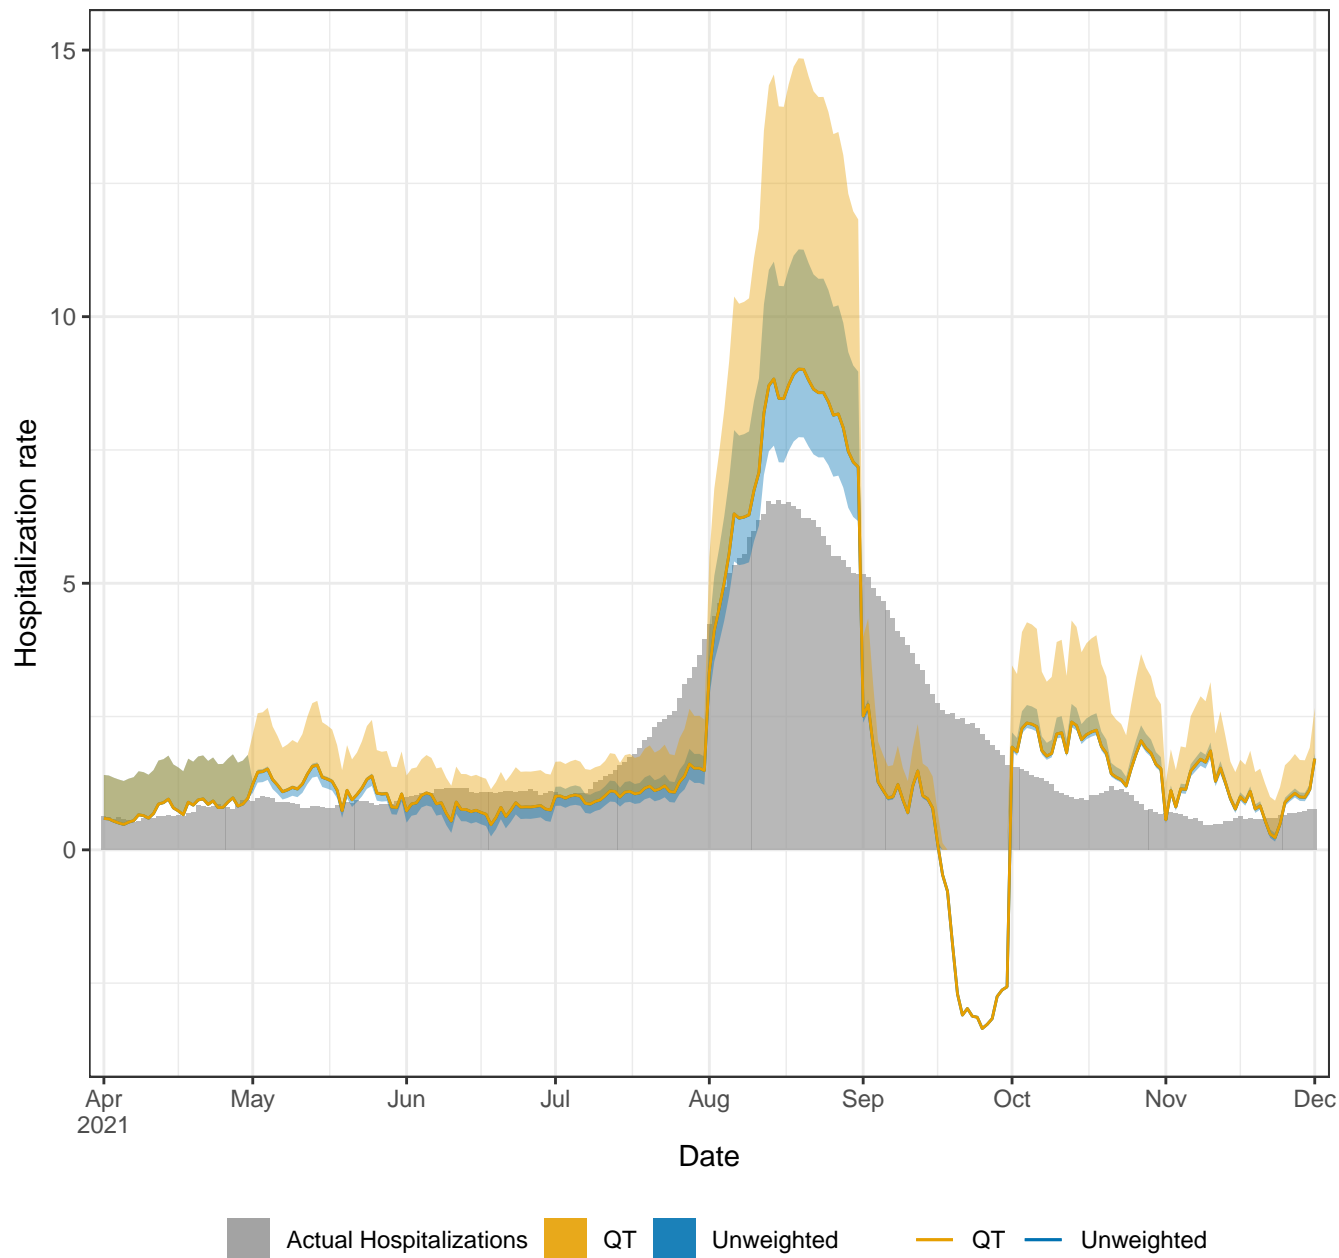 15
10
5
0
Hospitalization rate
Apr May Jun Jul Aug Sep Oct Nov Dec
2021
Date
Actual Hospitalizations QT Unweighted QT Unweighted